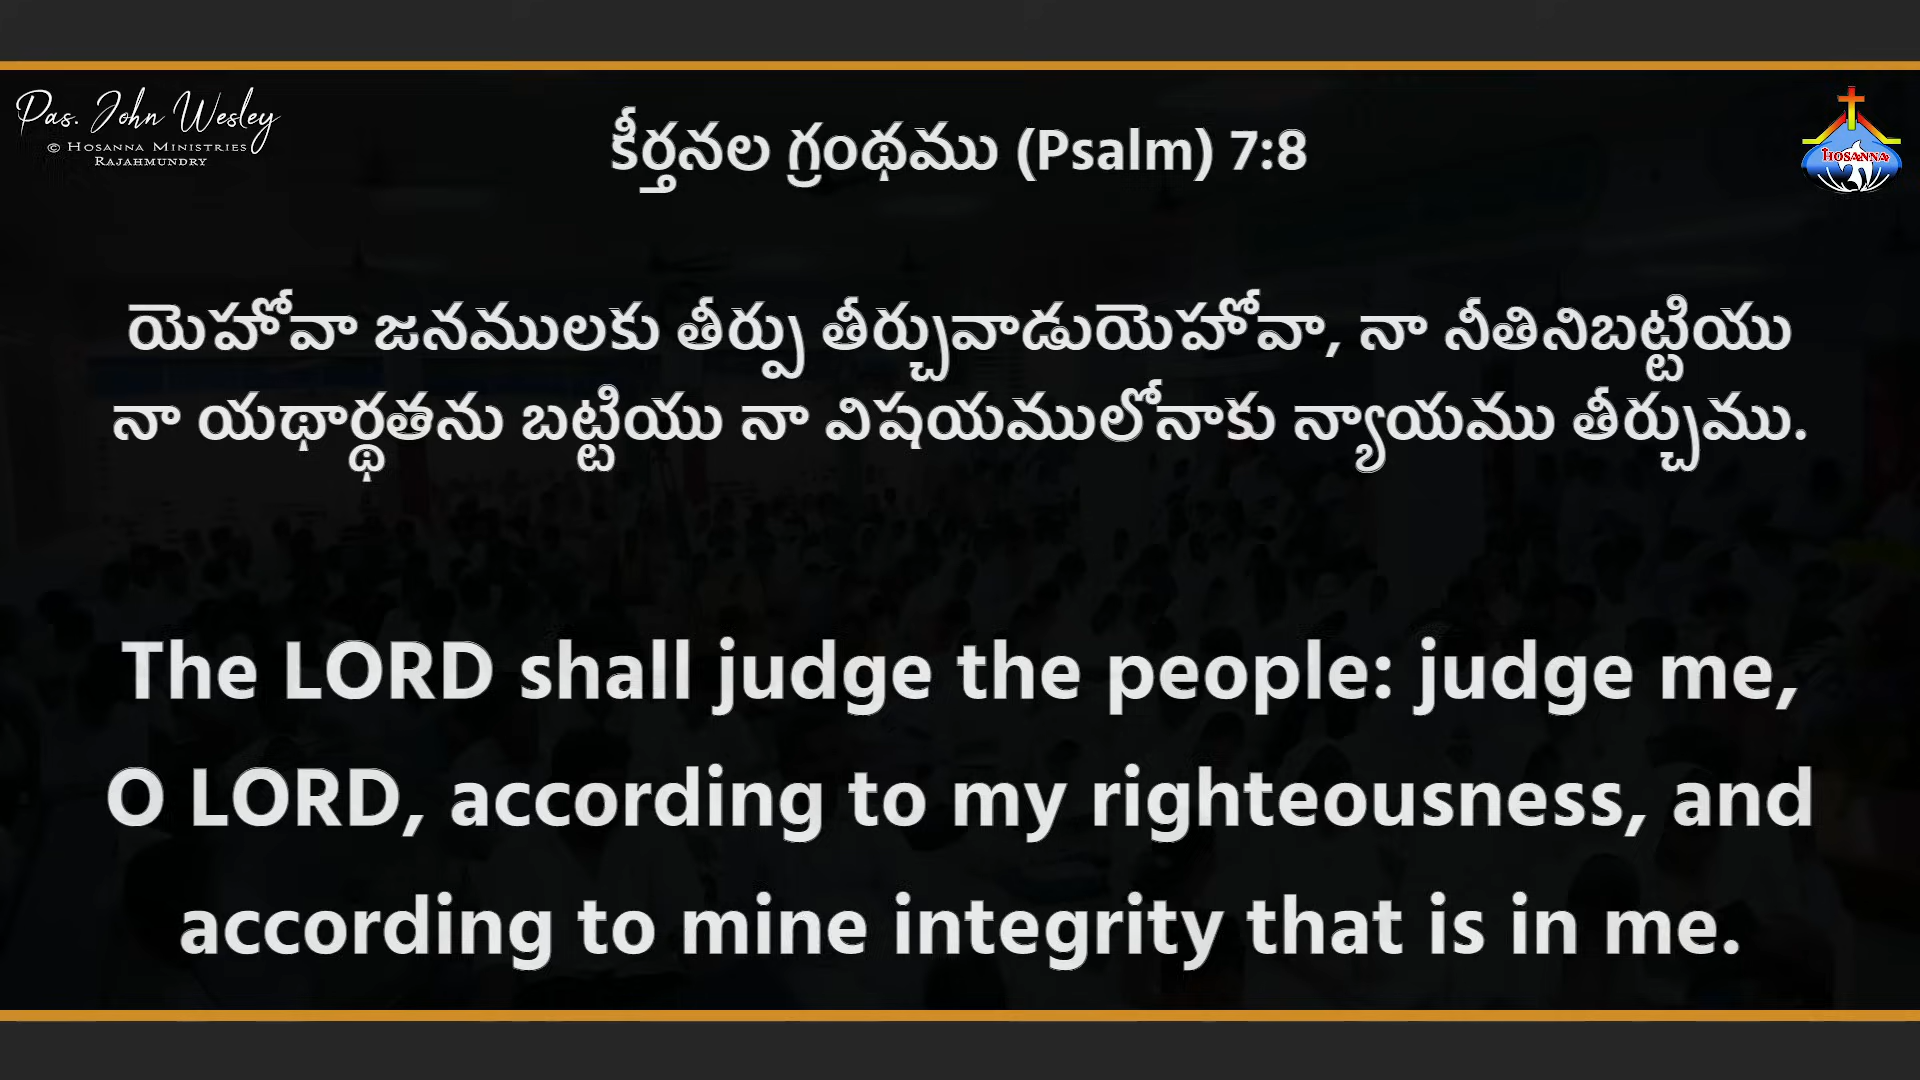 Pas. John Wesley
© Hosanna Ministries
Rajahmundry
కీర్తనల గ్రంథము (Psalm) 7:8
HOSANNA
యెహోవా జనములకు తీర్పు తీర్చువాడుయెహోవా, నా నీతినిబట్టియు
నా యథార్థతను బట్టియు నా విషయములోనాకు న్యాయము తీర్చుము.
The LORD shall judge the people: judge me,
O LORD, according to my righteousness, and
according to mine integrity that is in me.